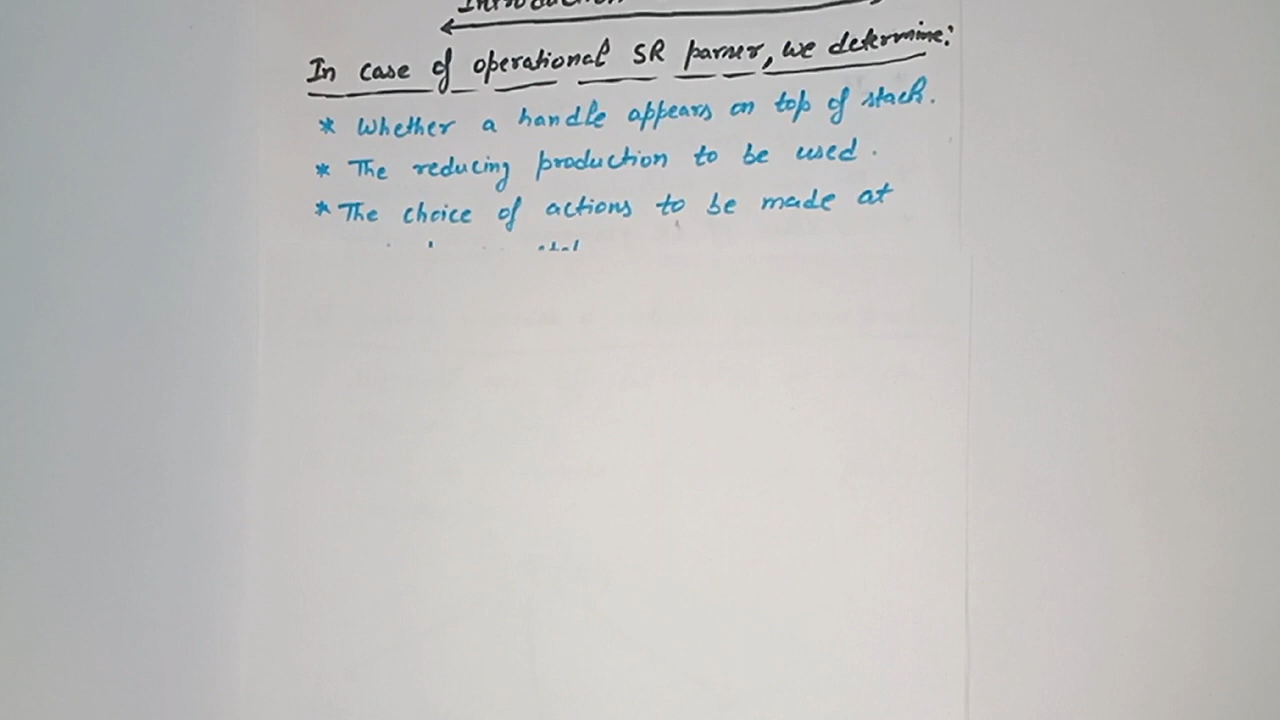 Introduction
In case of operational SR parser, we determine:
* Whether a handle appears on top of stack.
* The reducing production to be used.
* The choice of actions to be made at